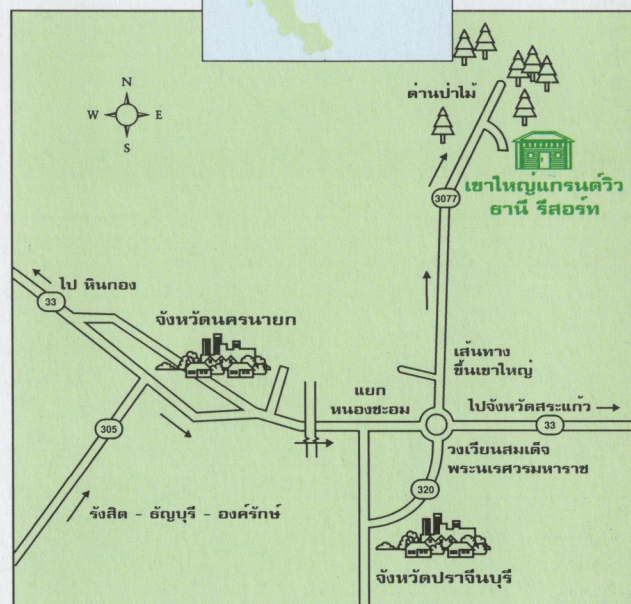 ด่านป่าไม้
N
W E
S
เขาใหญ่แกรนด์วิว
ธานี รีสอร์ท
3077
ไป หินกอง
33
จังหวัดนครนายก
เส้นทาง
ขึ้นเขาใหญ่
แยก
หนองชะอม
ไปจังหวัดสระแก้ว
33
305
วงเวียนสมเด็จ
พระนเรศวรมหาราช
320
รังสิต - ธัญบุรี - องค์รักษ์
จังหวัดปราจีนบุรี